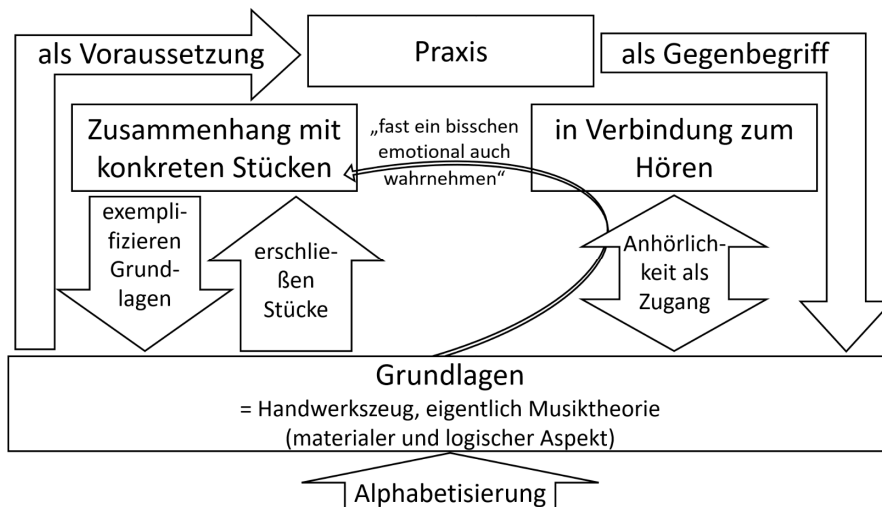 als Voraussetzung
Praxis
als Gegenbegriff
Zusammenhang mit
konkreten Stücken
„fast ein bisschen
emotional auch
wahrnehmen“
in Verbindung zum
Hören
exempli-
fizieren
Grund-
lagen
erschlie-
ßen
Stücke
Anhörlich-
keit als
Zugang
Grundlagen
= Handwerkszeug, eigentlich Musiktheorie
(materialer und logischer Aspekt)
Alphabetisierung